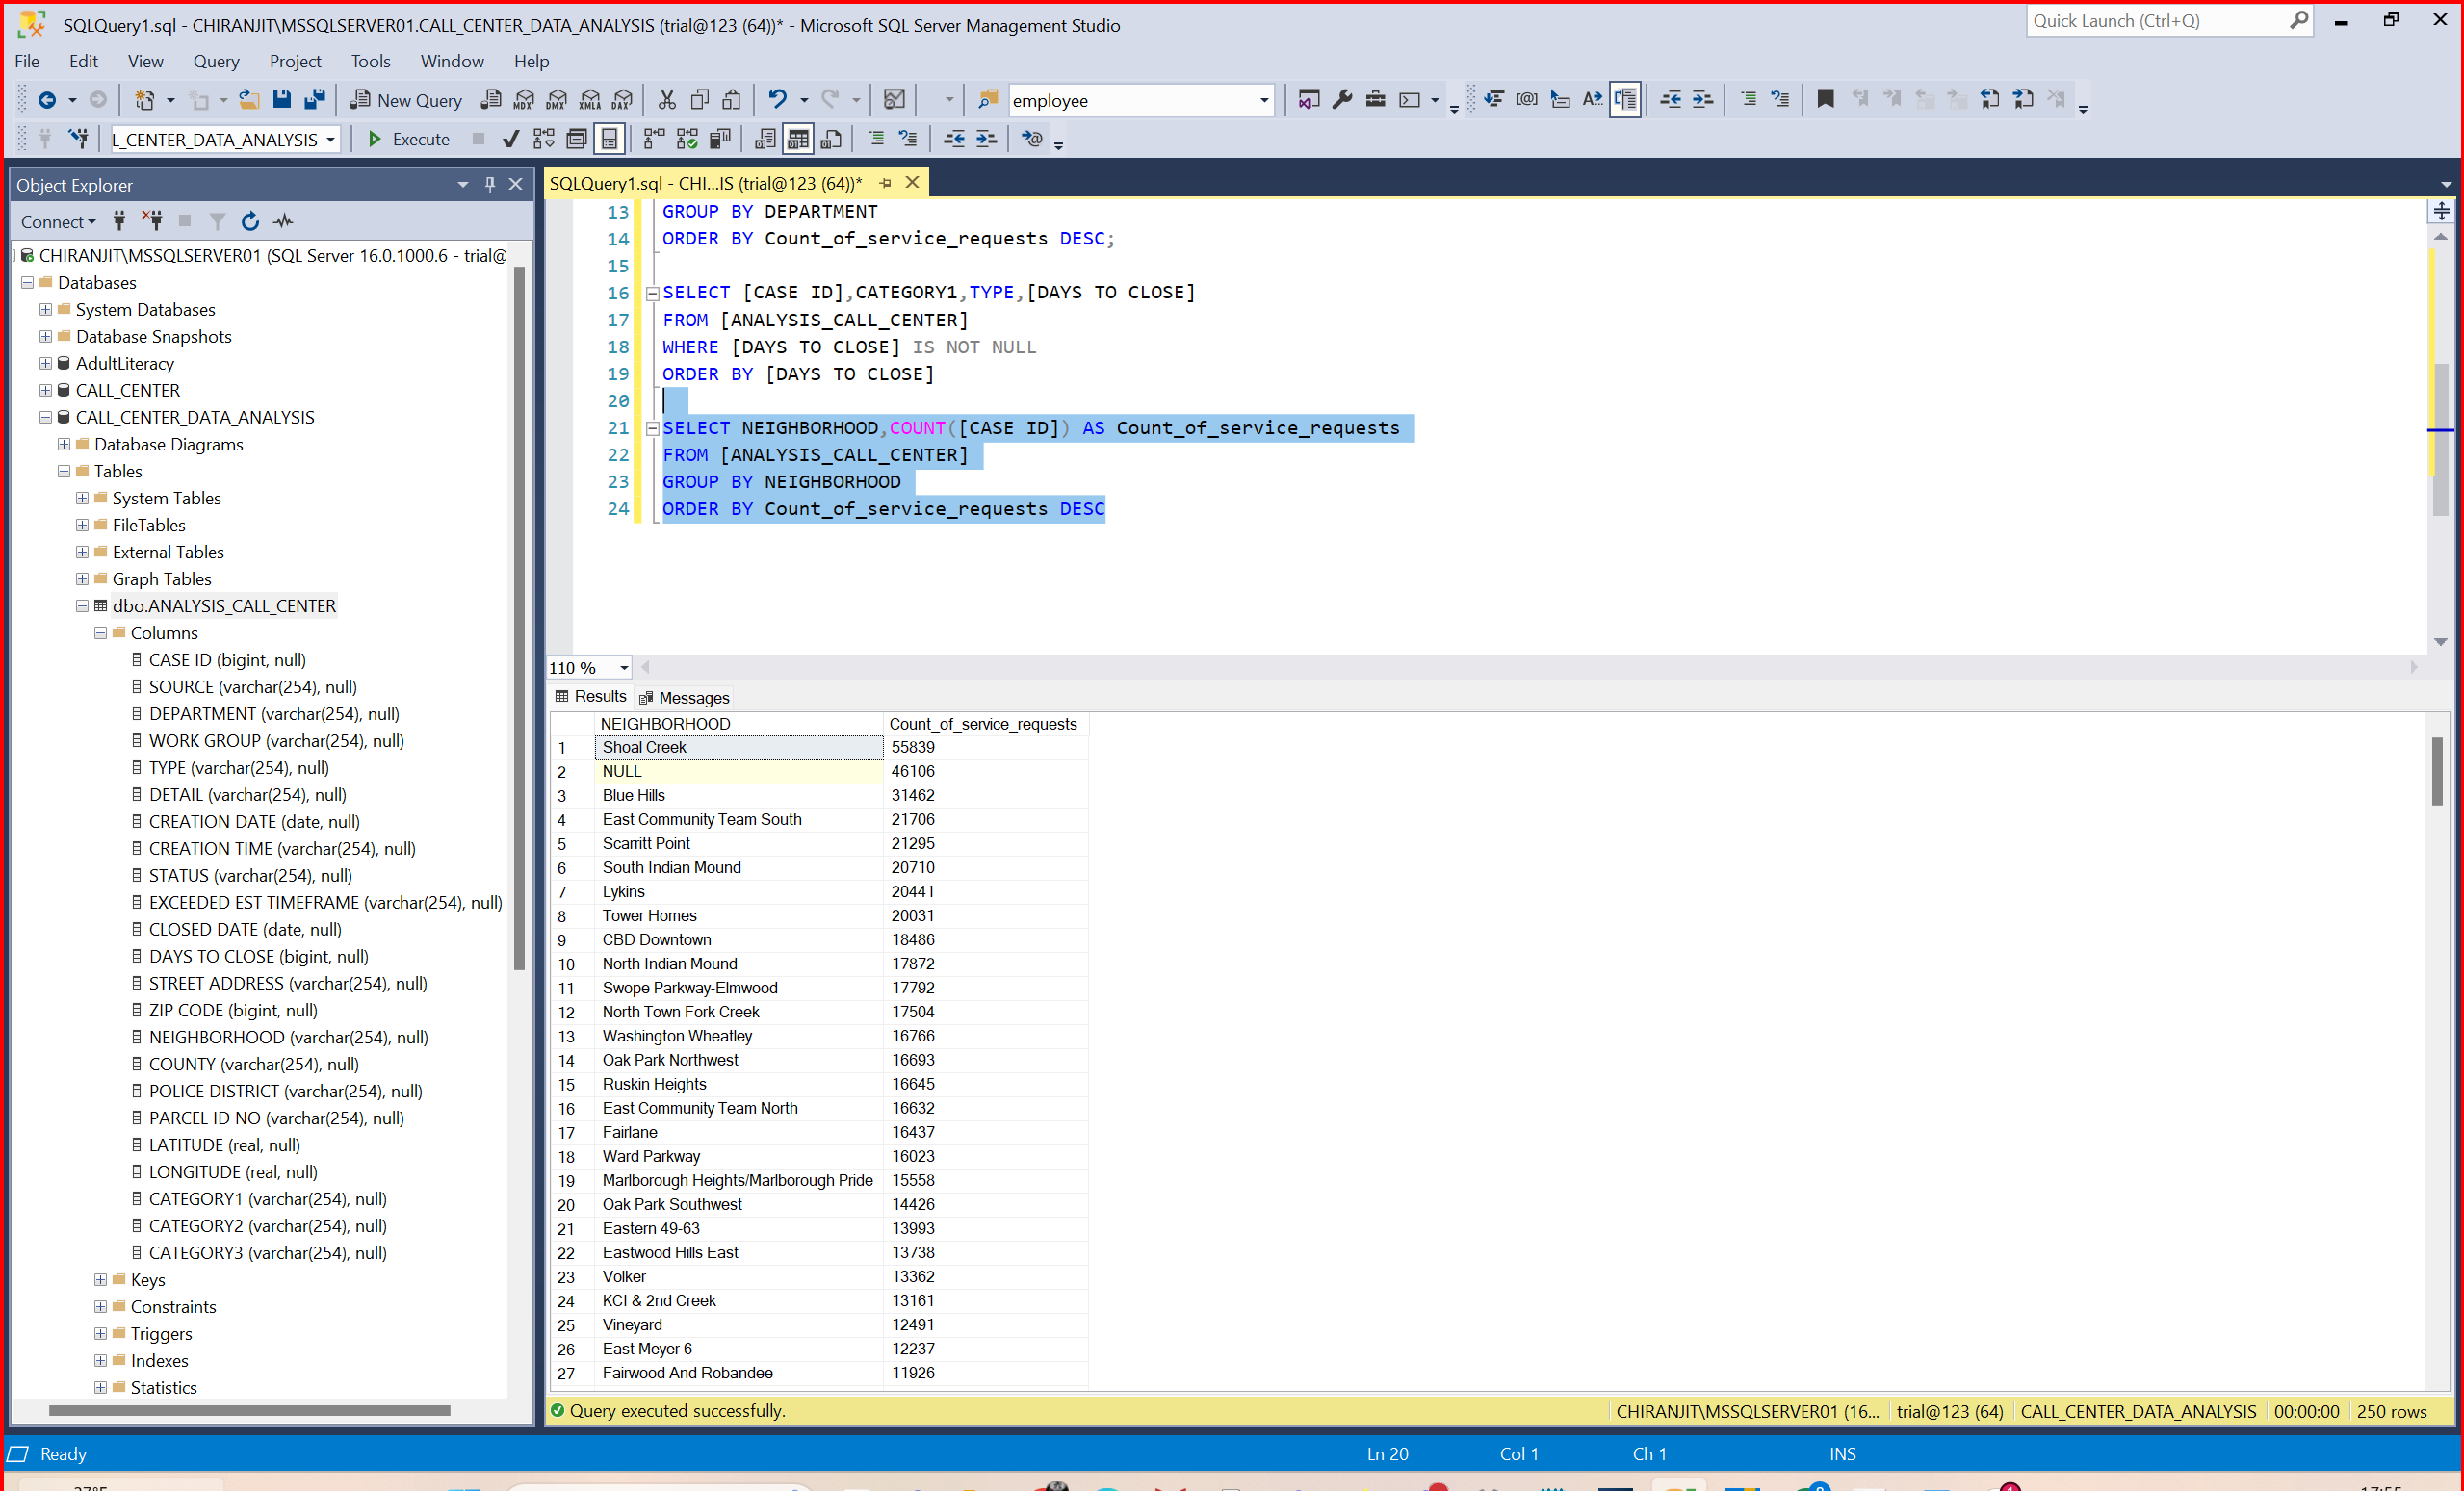 SQLQuery1.sql - CHIRANJIT\MSSQLSERVER01.CALL_CENTER_DATA_ANALYSIS (trial@123 (64))* - Microsoft SQL Server Management Studio
Quick Launch (Ctrl+Q)
File Edit View Query Project Tools Window Help
New Query MDX DMX XMLA DAX employee
L_CENTER_DATA_ANALYSIS Execute
Object Explorer
Connect
CHIRANJIT\MSSQLSERVER01 (SQL Server 16.0.1000.6 - trial@
Databases
System Databases
Database Snapshots
AdultLiteracy
CALL_CENTER
CALL_CENTER_DATA_ANALYSIS
Database Diagrams
Tables
System Tables
FileTables
External Tables
Graph Tables
dbo.ANALYSIS_CALL_CENTER
Columns
CASE ID (bigint, null)
SOURCE (varchar(254), null)
DEPARTMENT (varchar(254), null)
WORK GROUP (varchar(254), null)
TYPE (varchar(254), null)
DETAIL (varchar(254), null)
CREATION DATE (date, null)
CREATION TIME (varchar(254), null)
STATUS (varchar(254), null)
EXCEEDED EST TIMEFRAME (varchar(254), null)
CLOSED DATE (date, null)
DAYS TO CLOSE (bigint, null)
STREET ADDRESS (varchar(254), null)
ZIP CODE (bigint, null)
NEIGHBORHOOD (varchar(254), null)
COUNTY (varchar(254), null)
POLICE DISTRICT (varchar(254), null)
PARCEL ID NO (varchar(254), null)
LATITUDE (real, null)
LONGITUDE (real, null)
CATEGORY1 (varchar(254), null)
CATEGORY2 (varchar(254), null)
CATEGORY3 (varchar(254), null)
Keys
Constraints
Triggers
Indexes
Statistics
SQLQuery1.sql - CHI...IS (trial@123 (64))*
13 GROUP BY DEPARTMENT
14 ORDER BY Count_of_service_requests DESC;
15
16 SELECT [CASE ID],CATEGORY1,TYPE,[DAYS TO CLOSE]
17 FROM [ANALYSIS_CALL_CENTER]
18 WHERE [DAYS TO CLOSE] IS NOT NULL
19 ORDER BY [DAYS TO CLOSE]
20
21 SELECT NEIGHBORHOOD,COUNT([CASE ID]) AS Count_of_service_requests
22 FROM [ANALYSIS_CALL_CENTER]
23 GROUP BY NEIGHBORHOOD
24 ORDER BY Count_of_service_requests DESC
110 %
Results Messages
NEIGHBORHOOD Count_of_service_requests
1 Shoal Creek 55839
2 NULL 46106
3 Blue Hills 31462
4 East Community Team South 21706
5 Scarritt Point 21295
6 South Indian Mound 20710
7 Lykins 20441
8 Tower Homes 20031
9 CBD Downtown 18486
10 North Indian Mound 17872
11 Swope Parkway-Elmwood 17792
12 North Town Fork Creek 17504
13 Washington Wheatley 16766
14 Oak Park Northwest 16693
15 Ruskin Heights 16645
16 East Community Team North 16632
17 Fairlane 16437
18 Ward Parkway 16023
19 Marlborough Heights/Marlborough Pride 15558
20 Oak Park Southwest 14426
21 Eastern 49-63 13993
22 Eastwood Hills East 13738
23 Volker 13362
24 KCI & 2nd Creek 13161
25 Vineyard 12491
26 East Meyer 6 12237
27 Fairwood And Robandee 11926
Query executed successfully. CHIRANJIT\MSSQLSERVER01 (16... trial@123 (64) CALL_CENTER_DATA_ANALYSIS 00:00:00 250 rows
Ready Ln 20 Col 1 Ch 1 INS